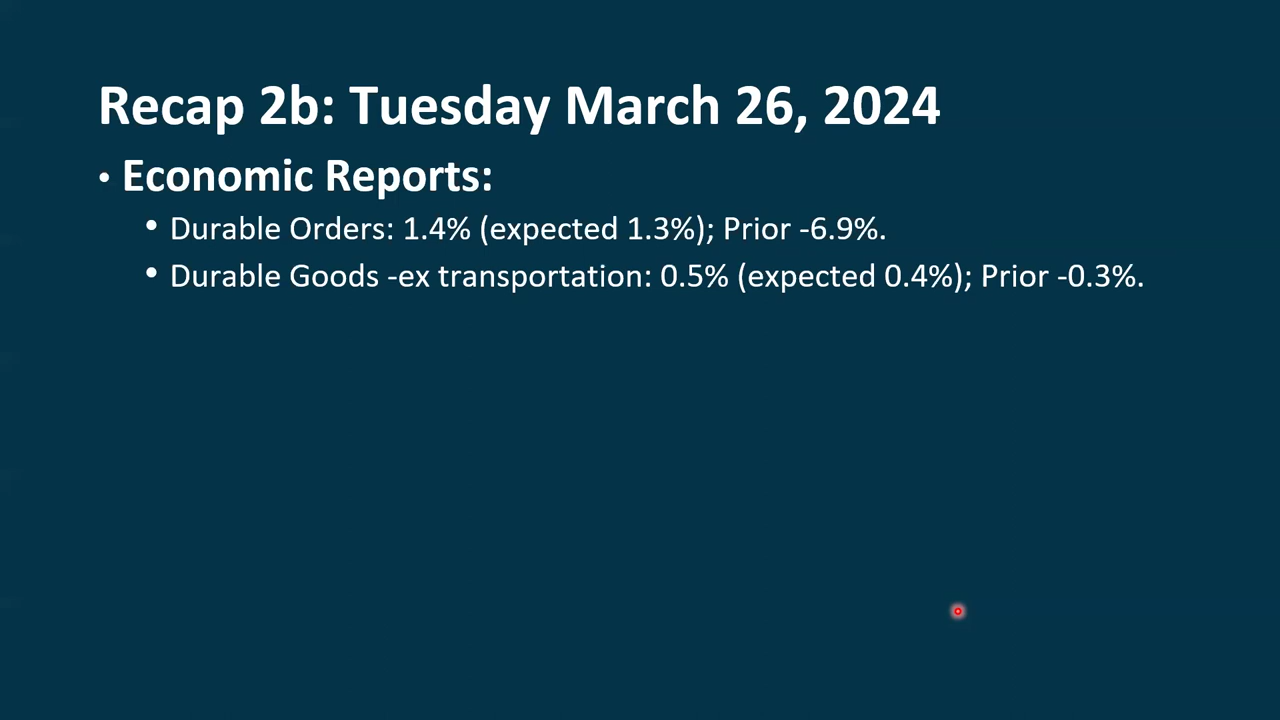 Recap 2b: Tuesday March 26, 2024
• Economic Reports:
• Durable Orders: 1.4% (expected 1.3%); Prior -6.9%.
• Durable Goods -ex transportation: 0.5% (expected 0.4%); Prior -0.3%.